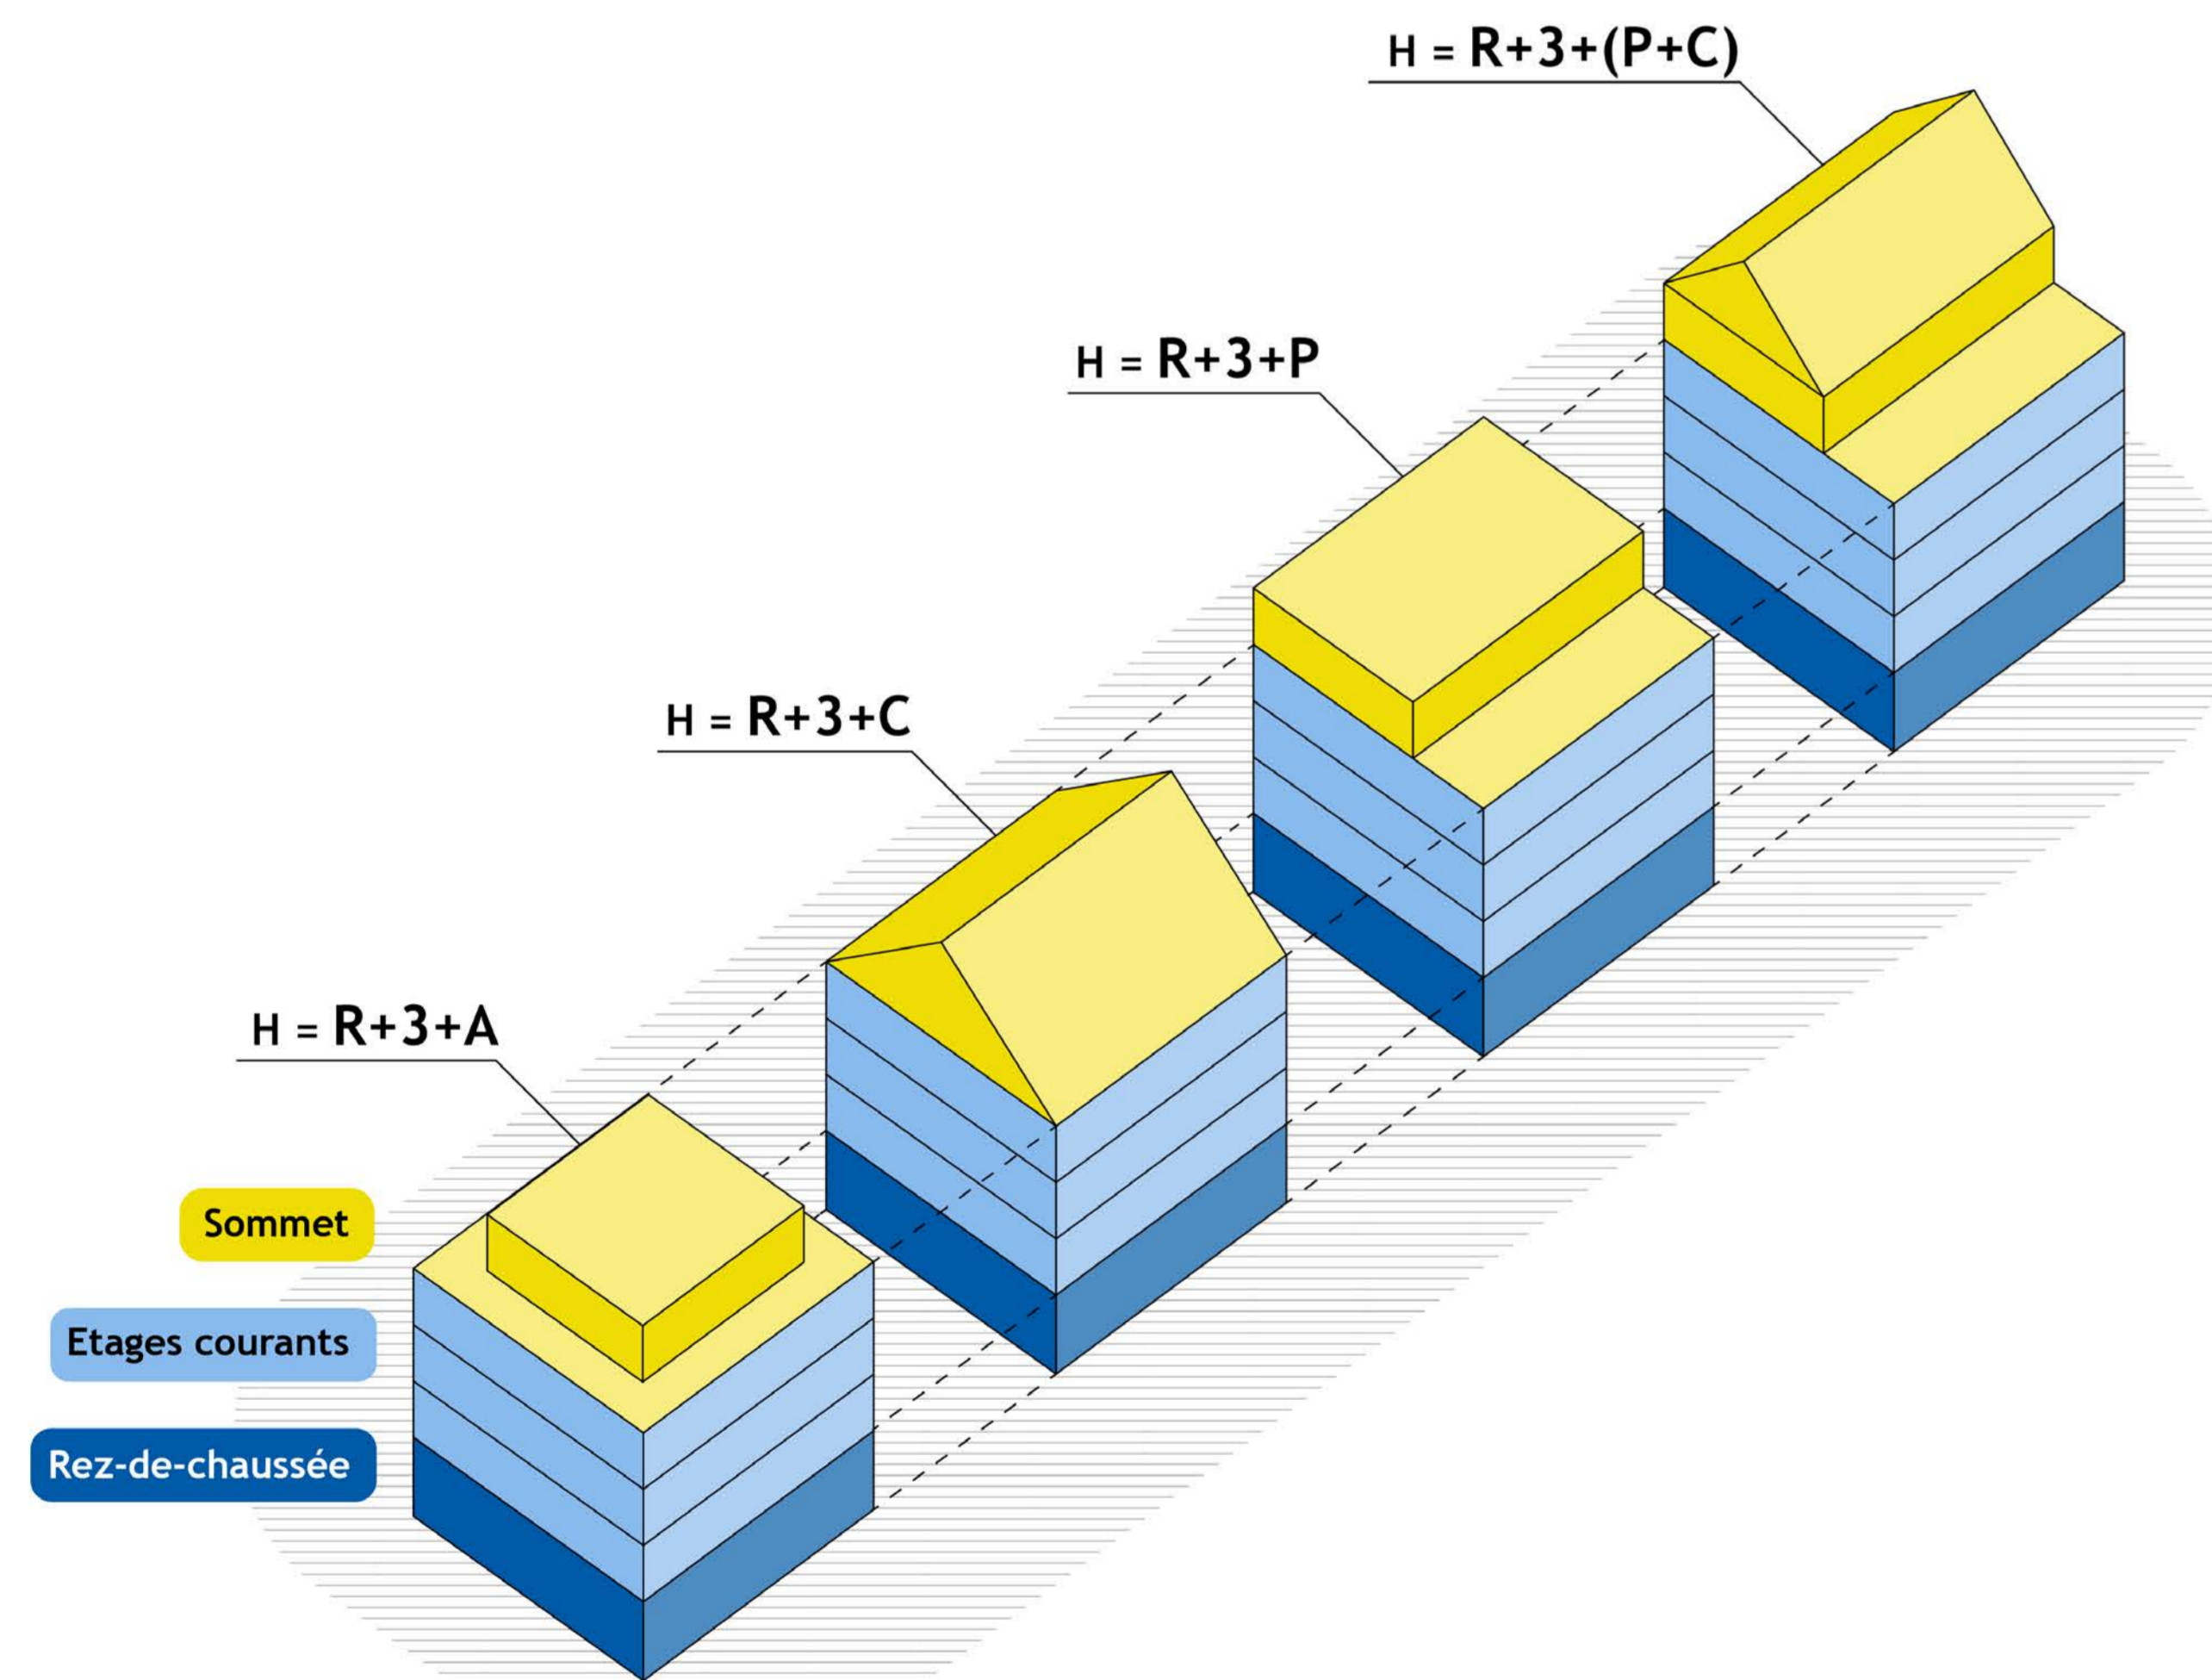 H = R+3+(P+C)
H = R+3+P
H = R+3+C
H = R+3+A
Sommet
Etages courants
Rez-de-chaussée